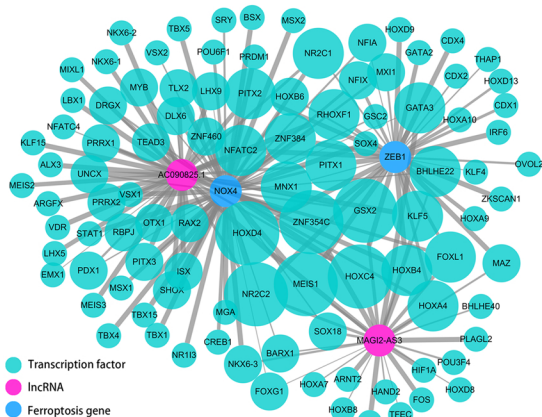 BSX
SRY
MSX2
TBX5
NKX6-2
HOXD9
NFIA
CDX4
GATA2
POU6F1
VSX2
PRDM1
NR2C1
THAP1
NKX6-1
MIXL1
MXI1
CDX2
HOXD13
NFIX
MYB
TLX2
LHX9
PITX2
HOXB6
LBX1
DRGX
CDX1
GATA3
RHOXF1
GSC2
DLX6
HOXA10
NFATC4
IRF6
KLF15
PRRX1
TEAD3
ZNF460
ZNF384
SOX4
NFATC2
ZEB1
ALX3
PITX1
OVOL2
BHLHE22
KLF4
UNCX
AC090825.1
MEIS2
MNX1
NOX4
VSX1
ZKSCAN1
ARGFX
PRRX2
GSX2
KLF5
HOXA9
OTX1
RAX2
ZNF354C
VDR
STAT1
RBPJ
HOXD4
LHX5
PITX3
FOXL1
MAZ
EMX1
PDX1
ISX
HOXC4
HOXB4
MSX1
SHOX
NR2C2
MEIS1
MEIS3
HOXA4
BHLHE40
TBX15
MGA
TBX4
TBX1
SOX18
CREB1
MAGI2-AS3
PLAGL2
NR1I3
BARX1
NKX6-3
POU3F4
HIF1A
ARNT2
HOXA7
FOXG1
HAND2
HOXD8
FOS
HOXB8
TFEC
Transcription factor
lncRNA
Ferroptosis gene